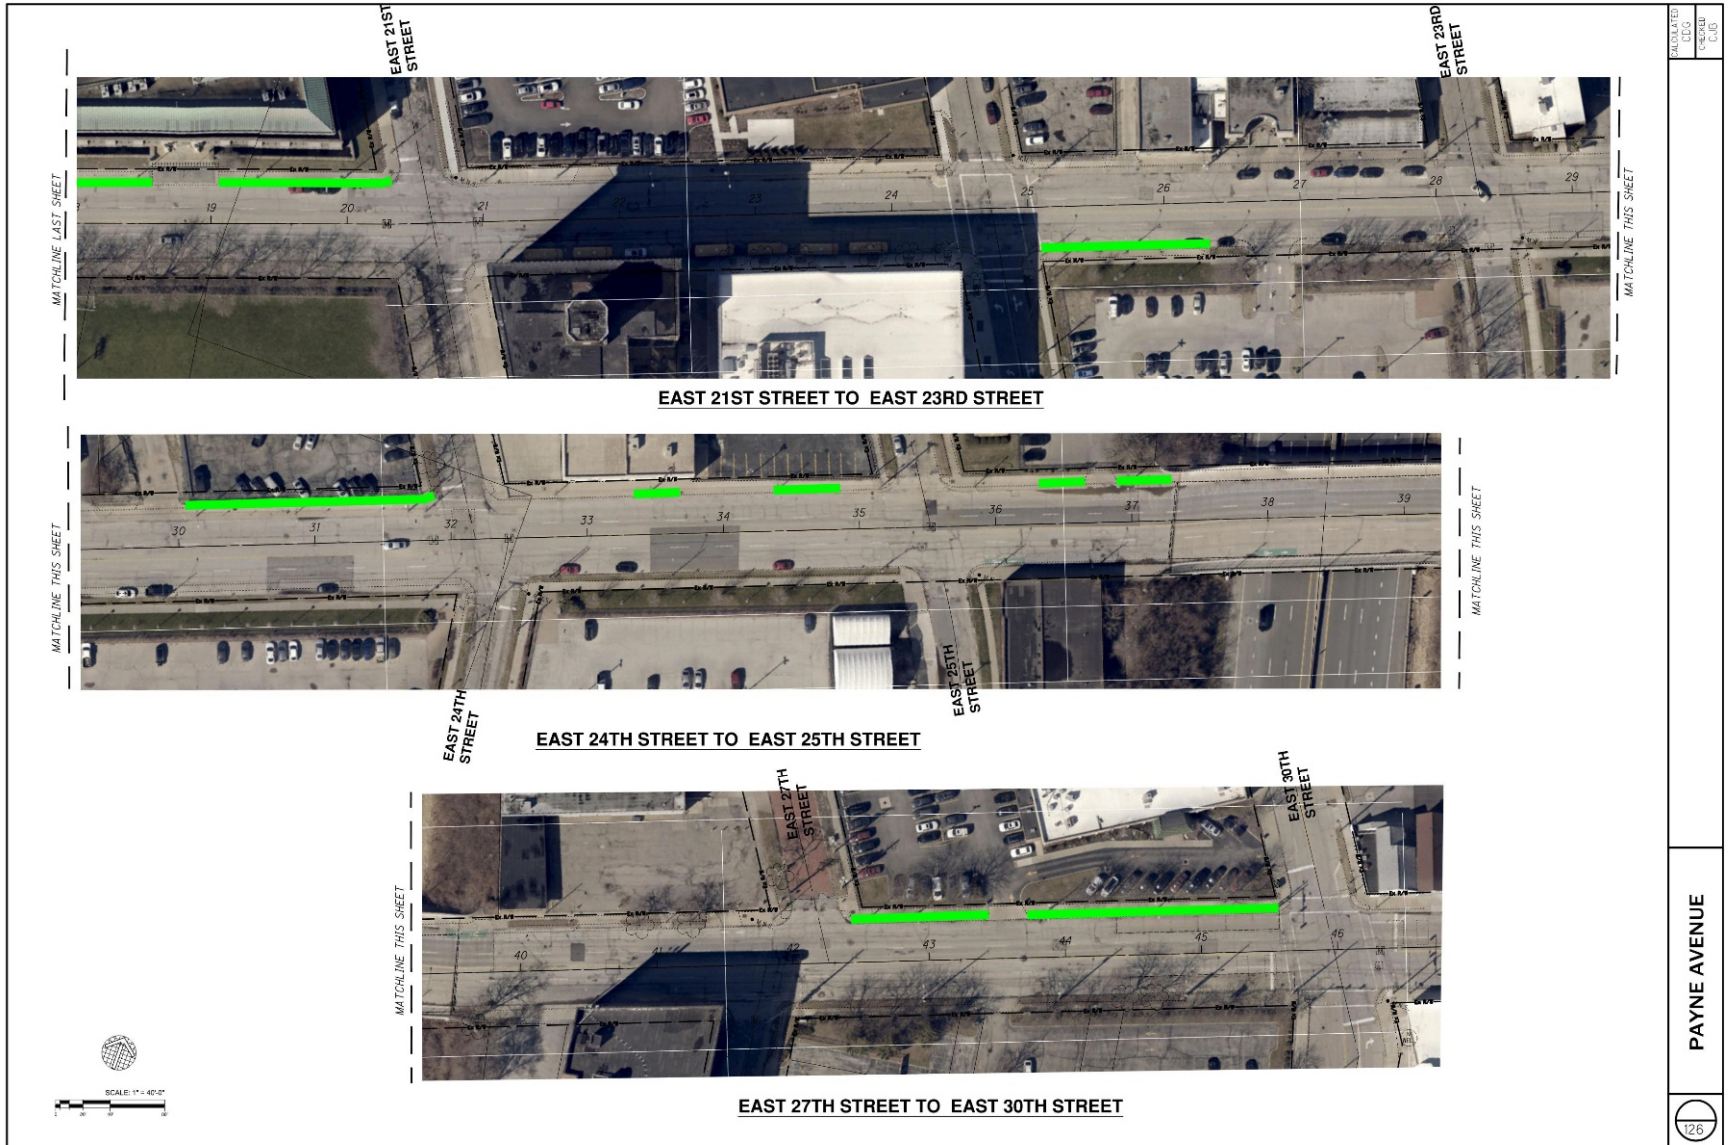 CALCULATED
CDG
CHECKED
CJB
EAST 21ST
STREET
EAST 23RD
STREET
MATCHLINE LAST SHEET
19
20
21
22
23
24
25
26
27
28
29
Ex R/W
MATCHLINE THIS SHEET
EAST 21ST STREET TO EAST 23RD STREET
MATCHLINE THIS SHEET
30
31
32
33
34
35
36
37
38
39
Ex R/W
MATCHLINE THIS SHEET
EAST 24TH
STREET
EAST 25TH
STREET
EAST 24TH STREET TO EAST 25TH STREET
EAST 27TH
STREET
EAST 30TH
STREET
MATCHLINE THIS SHEET
40
41
42
43
44
45
46
Ex R/W
EAST 27TH STREET TO EAST 30TH STREET
SCALE: 1" = 40'-0"
PAYNE AVENUE
126